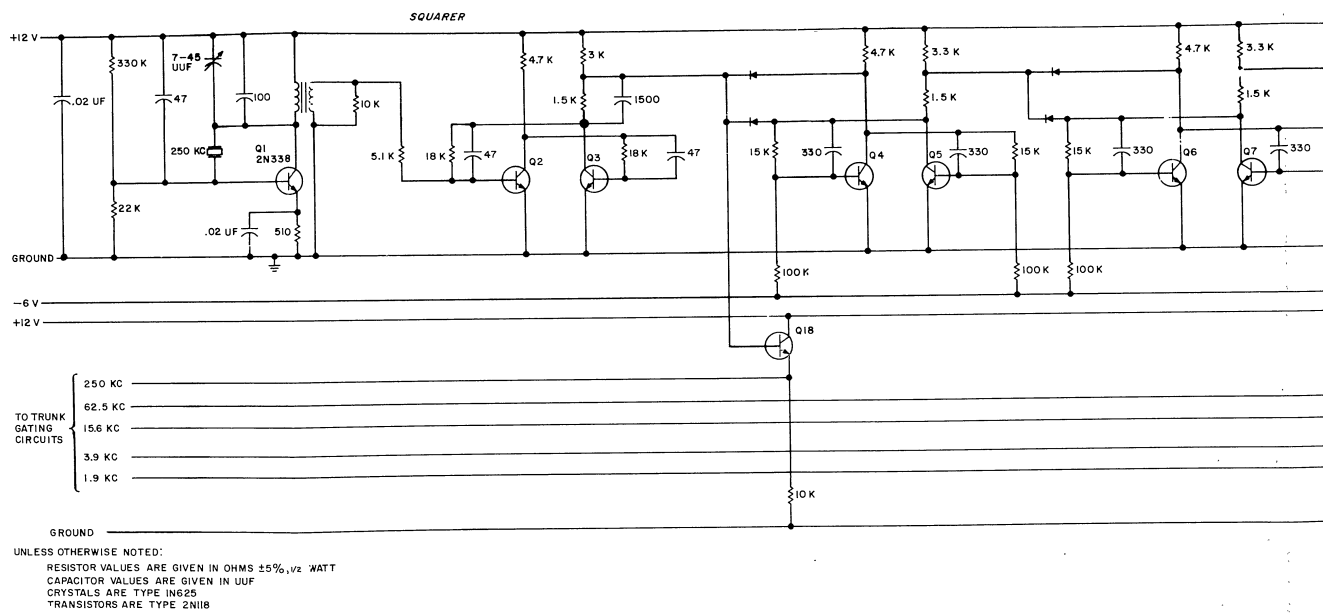 SQUARER
+12 V
.02 UF
330 K
47
7-45
UUF
100
250 KC
Q1
2N338
22 K
.02 UF
510
10 K
5.1 K
18 K
47
4.7 K
Q2
3 K
1.5 K
1500
Q3
18 K
47
15 K
330
4.7 K
Q4
3.3 K
1.5 K
Q5
330
15 K
15 K
330
4.7 K
Q6
3.3 K
1.5 K
Q7
330
GROUND
100 K
100 K
100 K
-6 V
+12 V
Q18
TO TRUNK
GATING
CIRCUITS
250 KC
62.5 KC
15.6 KC
3.9 KC
1.9 KC
10 K
GROUND
UNLESS OTHERWISE NOTED:
RESISTOR VALUES ARE GIVEN IN OHMS ±5%, 1/2 WATT
CAPACITOR VALUES ARE GIVEN IN UUF
CRYSTALS ARE TYPE IN625
TRANSISTORS ARE TYPE 2N118